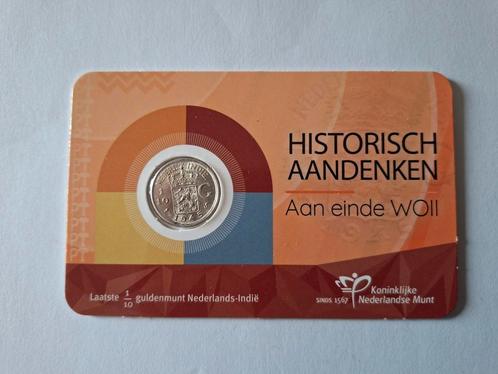 HISTORISCH
AANDENKEN
Aan einde WOII
Laatste 1/10 guldenmunt Nederlands-Indië
SINDS 1567
Koninklijke
Nederlandse Munt